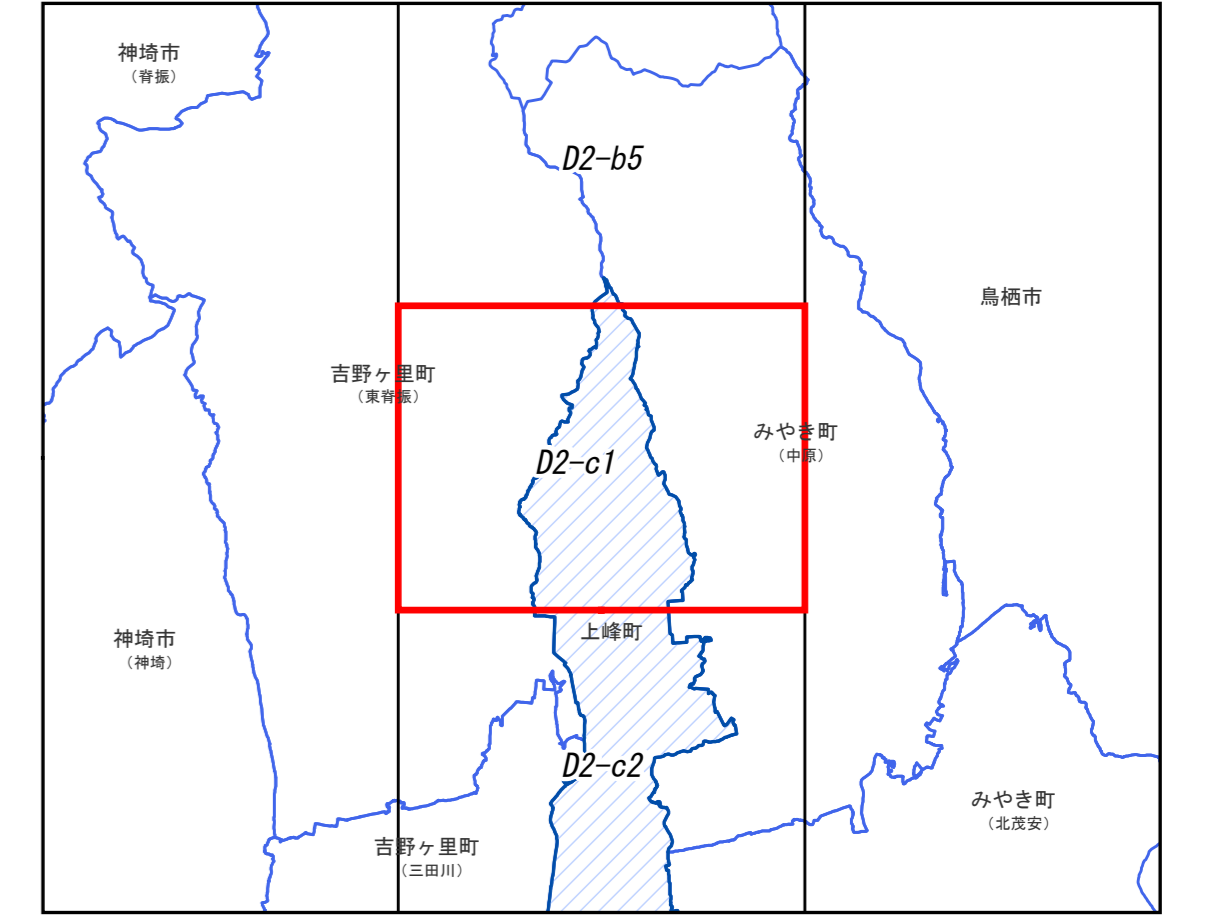 神埼市
（脊振）
D2-b5
鳥栖市
吉野ヶ里町
（東脊振）
みやき町
（中原）
D2-c1
上峰町
神埼市
（神埼）
D2-c2
みやき町
（北茂安）
吉野ヶ里町
（三田川）